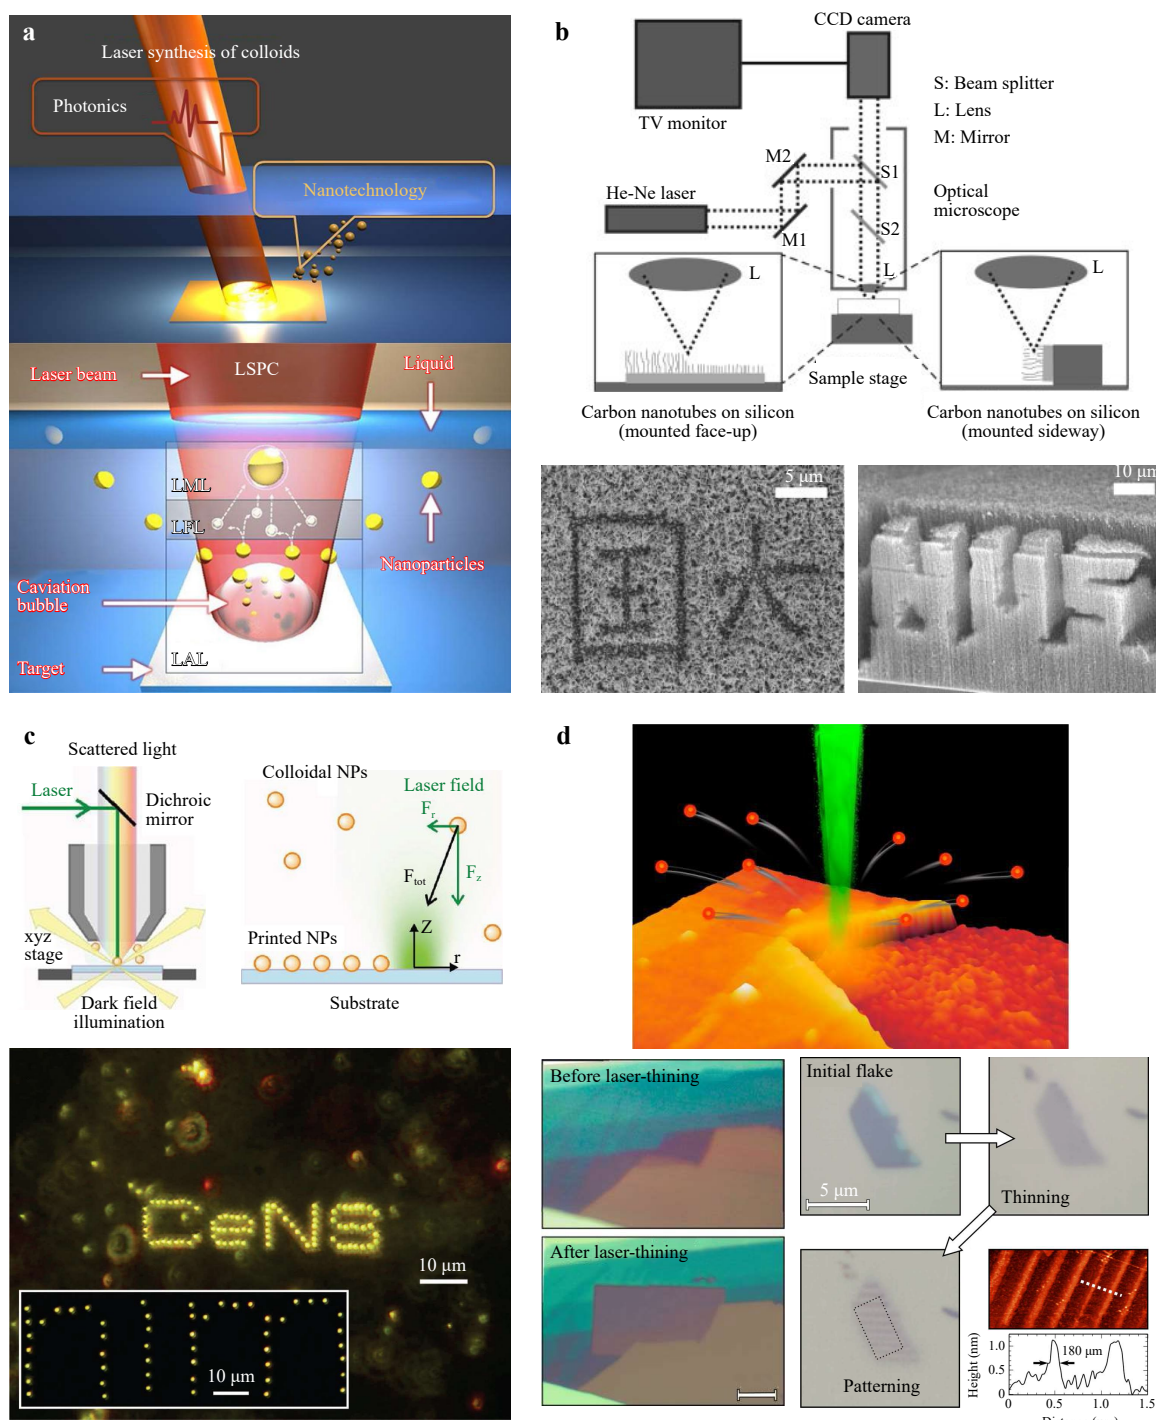 a
Laser synthesis of colloids
Photonics
Nanotechnology
Laser beam
LSPC
Liquid
LML
LFL
Nanoparticles
Caviation
bubble
Target
LAL
b
CCD camera
TV monitor
S: Beam splitter
L: Lens
M: Mirror
M2
S1
He-Ne laser
Optical
microscope
M1
S2
L
L
L
Sample stage
Carbon nanotubes on silicon
(mounted face-up)
Carbon nanotubes on silicon
(mounted sideway)
5 μm
国大
10 μm
NUS
c
Scattered light
Laser
Dichroic
mirror
xyz
stage
Dark field
illumination
Colloidal NPs
Laser field
Fr
Ftot
Fz
Z
r
Printed NPs
Substrate
CeNS
10 μm
10 μm
d
Before laser-thining
Initial flake
5 μm
Thinning
After laser-thining
Patterning
Height (nm)
1.0
0.5
0
180 μm
0
0.5
1.0
1.5